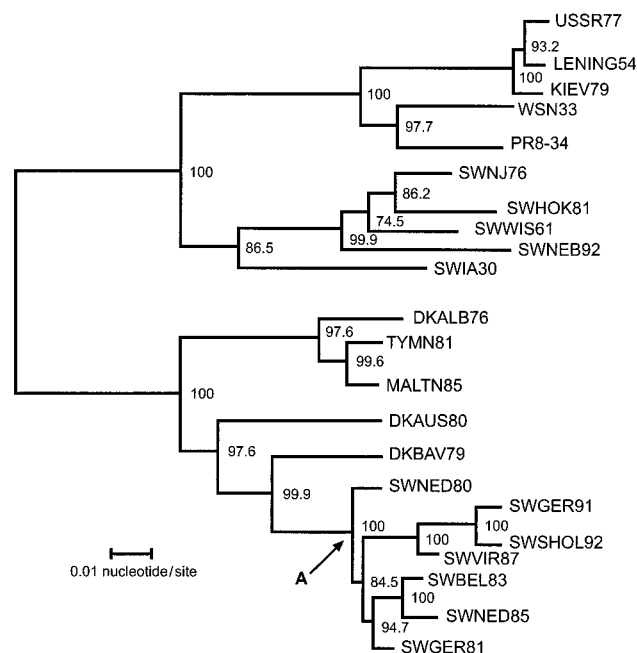 USSR77
93.2
LENING54
100
KIEV79
100
WSN33
97.7
PR8-34
100
SWNJ76
86.2
SWHOK81
74.5
SWWIS61
99.9
SWNEB92
86.5
SWIA30
DKALB76
97.6
TYMN81
99.6
MALTN85
100
DKAUS80
97.6
DKBAV79
99.9
SWNED80
SWGER91
100
100
SWSHOL92
100
SWVIR87
0.01 nucleotide/site
A
84.5
SWBEL83
100
SWNED85
94.7
SWGER81